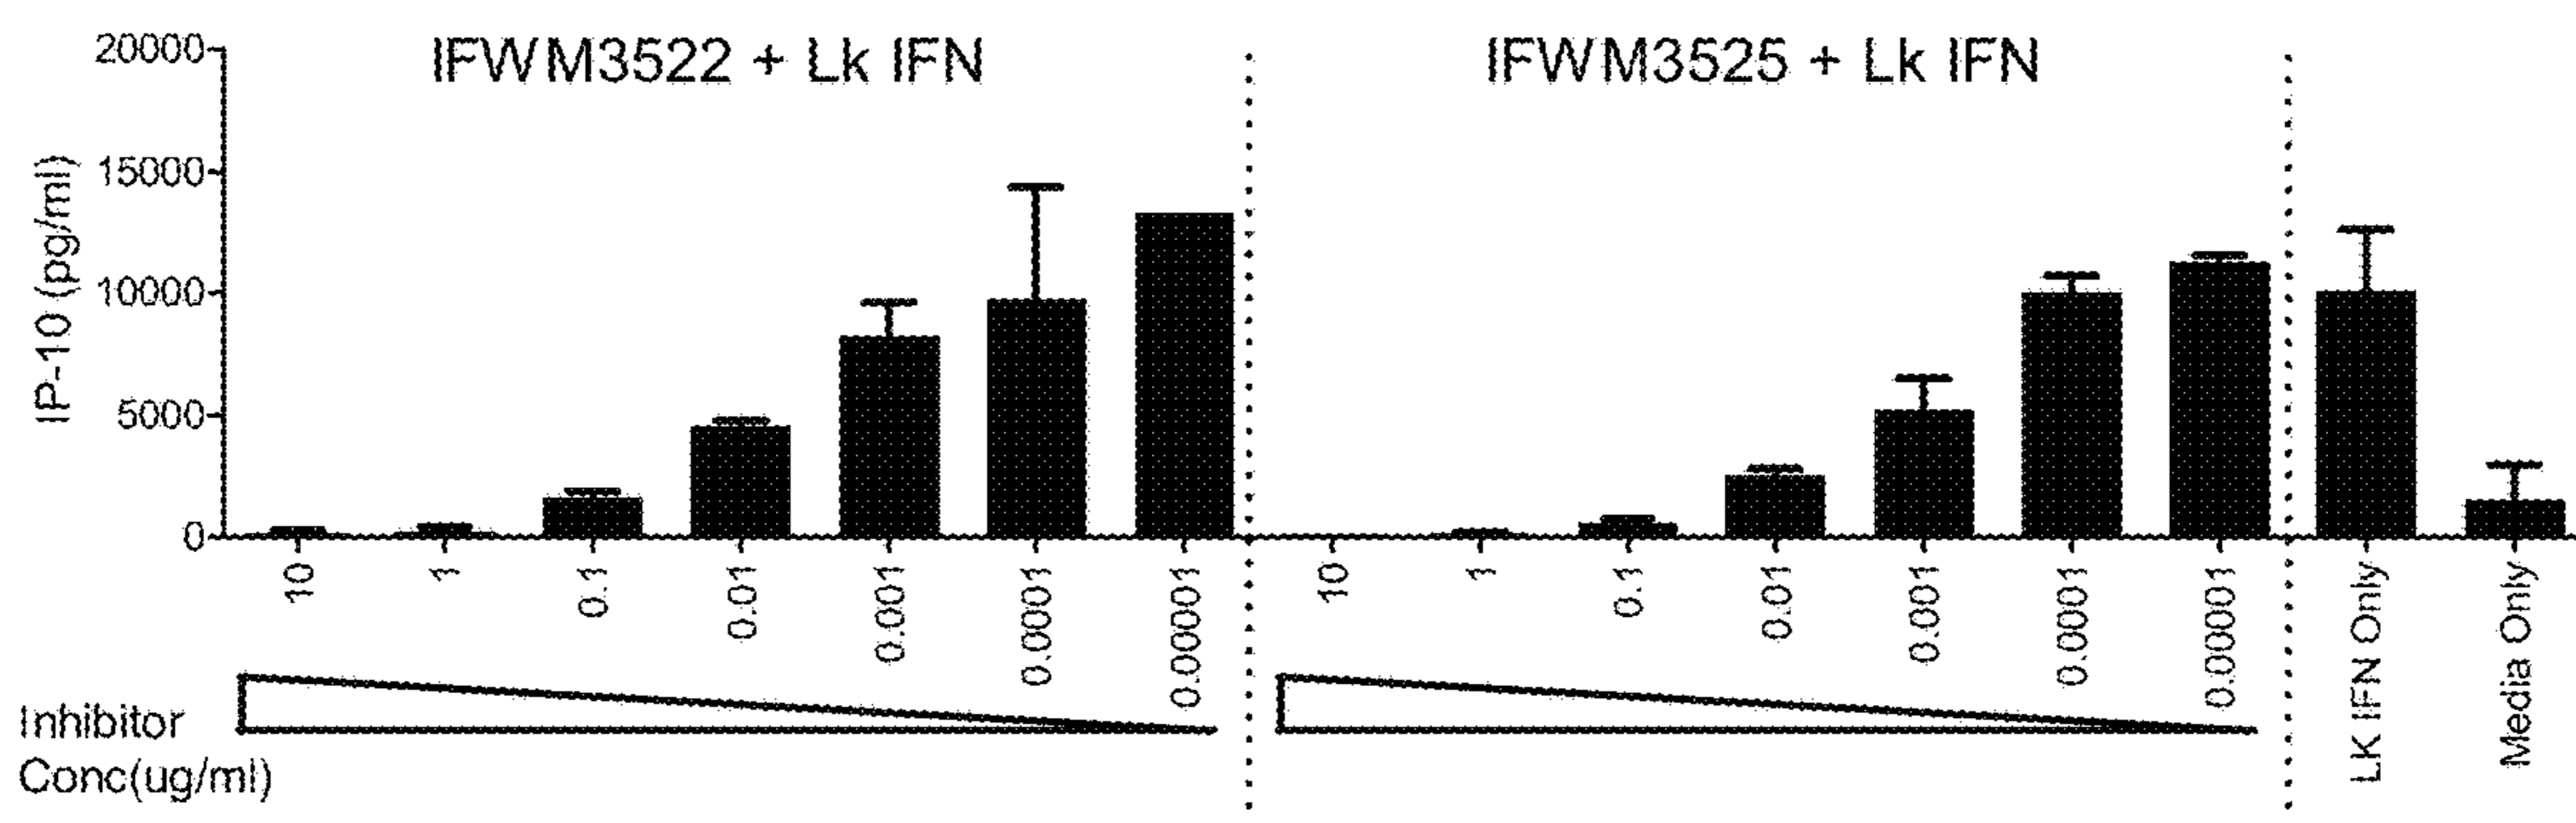 IFWM3522 + Lk IFN
IFWM3525 + Lk IFN
IP-10 (pg/ml)
20000
15000
10000
5000
0
10
1
0.1
0.01
0.001
0.0001
0.00001
10
1
0.1
0.01
0.001
0.0001
0.00001
LK IFN Only
Media Only
Inhibitor
Conc(ug/ml)